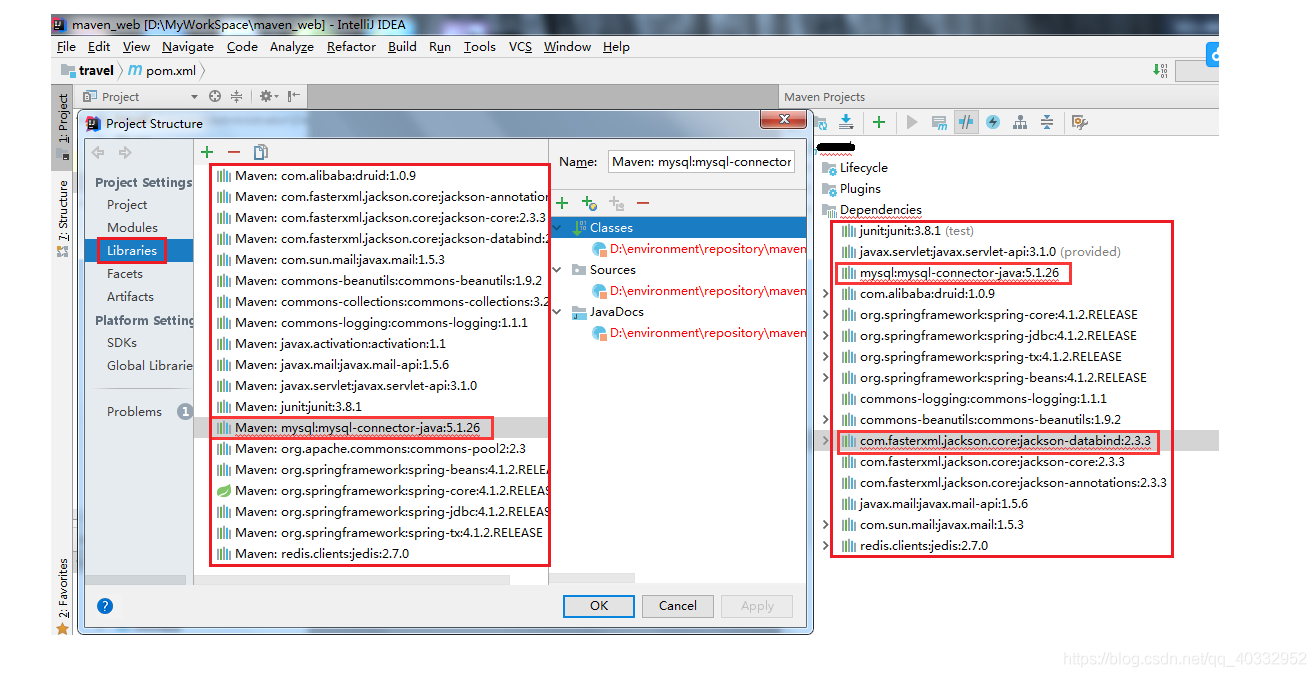 maven_web [D:\MyWorkSpace\maven_web] - IntelliJ IDEA
File Edit View Navigate Code Analyze Refactor Build Run Tools VCS Window Help
travel m pom.xml
1: Project
7: Structure
2: Favorites
Project
Project Structure
Project Settings
Project
Modules
Libraries
Facets
Artifacts
Platform Setting
SDKs
Global Librarie
Problems 1
Maven: com.alibaba:druid:1.0.9
Maven: com.fasterxml.jackson.core:jackson-annotation
Maven: com.fasterxml.jackson.core:jackson-core:2.3.3
Maven: com.fasterxml.jackson.core:jackson-databind:2
Maven: com.sun.mail:javax.mail:1.5.3
Maven: commons-beanutils:commons-beanutils:1.9.2
Maven: commons-collections:commons-collections:3.2
Maven: commons-logging:commons-logging:1.1.1
Maven: javax.activation:activation:1.1
Maven: javax.mail:javax.mail-api:1.5.6
Maven: javax.servlet:javax.servlet-api:3.1.0
Maven: junit:junit:3.8.1
Maven: mysql:mysql-connector-java:5.1.26
Maven: org.apache.commons:commons-pool2:2.3
Maven: org.springframework:spring-beans:4.1.2.RELEA
Maven: org.springframework:spring-core:4.1.2.RELEAS
Maven: org.springframework:spring-jdbc:4.1.2.RELEAS
Maven: org.springframework:spring-tx:4.1.2.RELEASE
Maven: redis.clients:jedis:2.7.0
Name: Maven: mysql:mysql-connector
Classes
D:\environment\repository\maven
Sources
D:\environment\repository\maven
JavaDocs
D:\environment\repository\maven
? OK Cancel Apply
Maven Projects
Lifecycle
Plugins
Dependencies
junit:junit:3.8.1 (test)
javax.servlet:javax.servlet-api:3.1.0 (provided)
mysql:mysql-connector-java:5.1.26
com.alibaba:druid:1.0.9
org.springframework:spring-core:4.1.2.RELEASE
org.springframework:spring-jdbc:4.1.2.RELEASE
org.springframework:spring-tx:4.1.2.RELEASE
org.springframework:spring-beans:4.1.2.RELEASE
commons-logging:commons-logging:1.1.1
commons-beanutils:commons-beanutils:1.9.2
com.fasterxml.jackson.core:jackson-databind:2.3.3
com.fasterxml.jackson.core:jackson-core:2.3.3
com.fasterxml.jackson.core:jackson-annotations:2.3.3
javax.mail:javax.mail-api:1.5.6
com.sun.mail:javax.mail:1.5.3
redis.clients:jedis:2.7.0
https://blog.csdn.net/qq_40332952